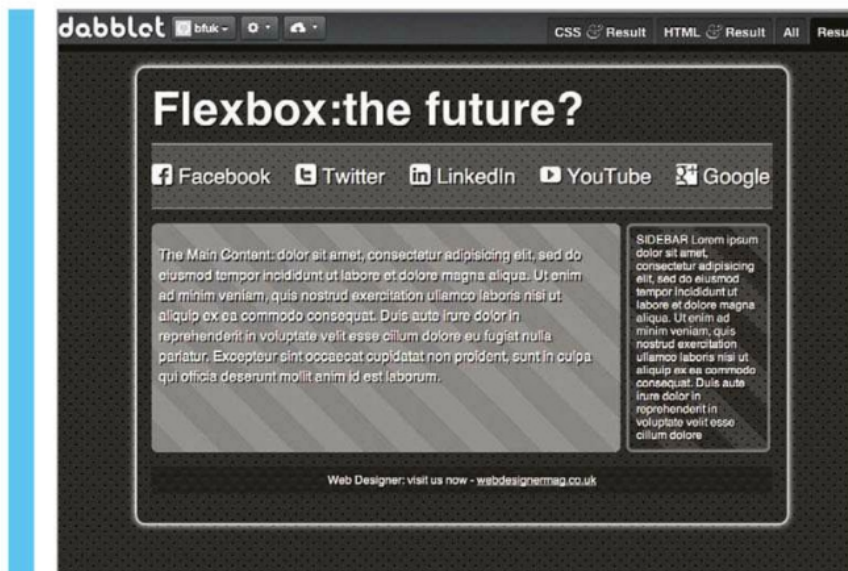 dabblet bfuk
CSS & Result HTML & Result All Resu
Flexbox:the future?
Facebook Twitter LinkedIn YouTube Google
The Main Content: dolor sit amet, consectetur adipisicing elit, sed do
eiusmod tempor incididunt ut labore et dolore magna aliqua. Ut enim
ad minim veniam, quis nostrud exercitation ullamco laboris nisi ut
aliquip ex ea commodo consequat. Duis aute irure dolor in
reprehenderit in voluptate velit esse cillum dolore eu fugiat nulla
pariatur. Excepteur sint occaecat cupidatat non proident, sunt in culpa
qui officia deserunt mollit anim id est laborum.
SIDEBAR Lorem ipsum
dolor sit amet,
consectetur adipisicing
elit, sed do eiusmod
tempor incididunt ut
labore et dolore magna
aliqua. Ut enim ad
minim veniam, quis
nostrud exercitation
ullamco laboris nisi ut
aliquip ex ea commodo
consequat. Duis aute
irure dolor in
reprehenderit in
voluptate velit esse
cillum dolore
Web Designer: visit us now - webdesignermag.co.uk